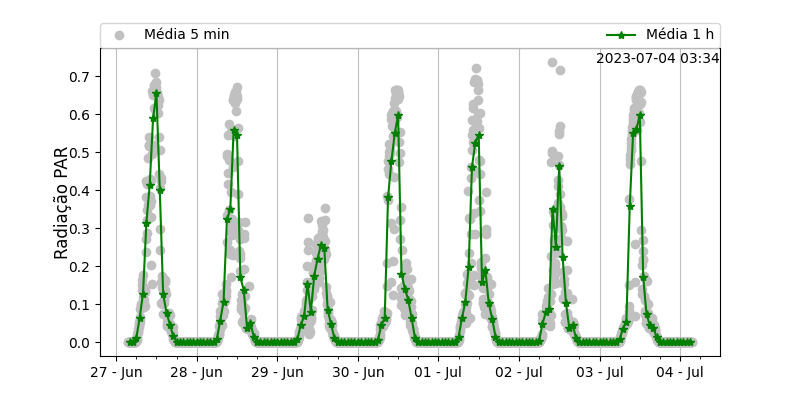 Média 5 min
Média 1 h
2023-07-04 03:34
Radiação PAR
0.7
0.6
0.5
0.4
0.3
0.2
0.1
0.0
27 - Jun
28 - Jun
29 - Jun
30 - Jun
01 - Jul
02 - Jul
03 - Jul
04 - Jul